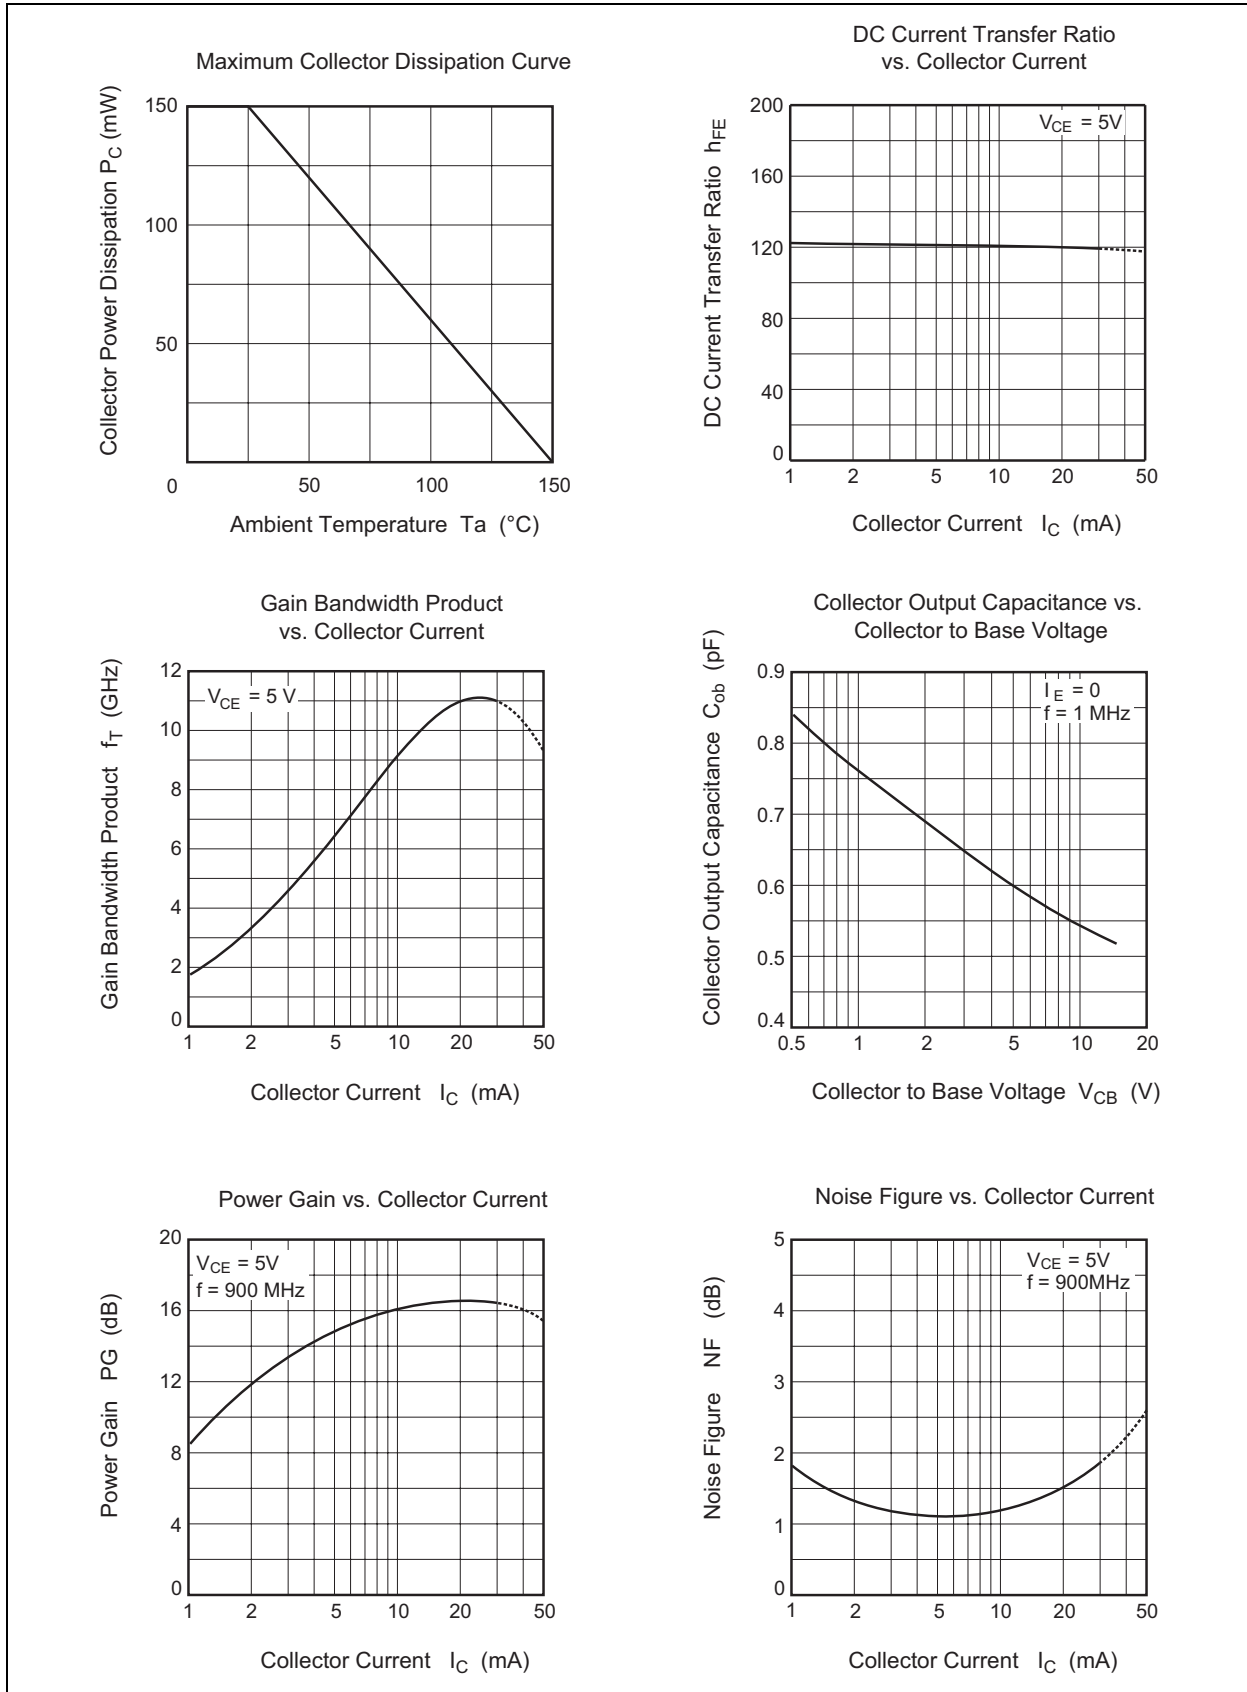 Maximum Collector Dissipation Curve
Collector Power Dissipation P_C (mW)
150
100
50
0
50
100
150
Ambient Temperature Ta (°C)
DC Current Transfer Ratio
vs. Collector Current
DC Current Transfer Ratio h_FE
200
160
120
80
40
0
V_CE = 5V
1
2
5
10
20
50
Collector Current I_C (mA)
Gain Bandwidth Product
vs. Collector Current
Gain Bandwidth Product f_T (GHz)
12
10
8
6
4
2
0
V_CE = 5 V
1
2
5
10
20
50
Collector Current I_C (mA)
Collector Output Capacitance vs.
Collector to Base Voltage
Collector Output Capacitance C_ob (pF)
0.9
0.8
0.7
0.6
0.5
0.4
I_E = 0
f = 1 MHz
0.5
1
2
5
10
20
Collector to Base Voltage V_CB (V)
Power Gain vs. Collector Current
Power Gain PG (dB)
20
16
12
8
4
0
V_CE = 5V
f = 900 MHz
1
2
5
10
20
50
Collector Current I_C (mA)
Noise Figure vs. Collector Current
Noise Figure NF (dB)
5
4
3
2
1
0
V_CE = 5V
f = 900MHz
1
2
5
10
20
50
Collector Current I_C (mA)